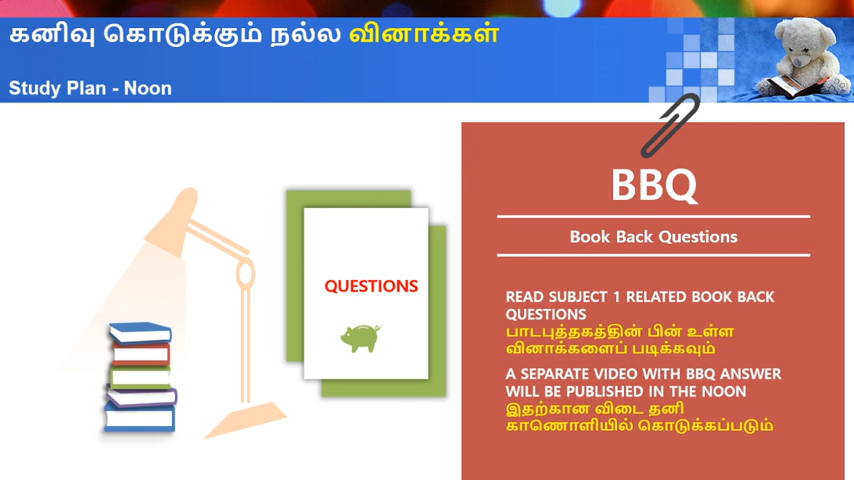 கனிவு கொடுக்கும் நல்ல வினாக்கள்
Study Plan - Noon
QUESTIONS
BBQ
Book Back Questions
READ SUBJECT 1 RELATED BOOK BACK
QUESTIONS
பாடபுத்தகத்தின் பின் உள்ள
வினாக்களைப் படிக்கவும்
A SEPARATE VIDEO WITH BBQ ANSWER
WILL BE PUBLISHED IN THE NOON
இதற்கான விடை தனி
காணொளியில் கொடுக்கப்படும்